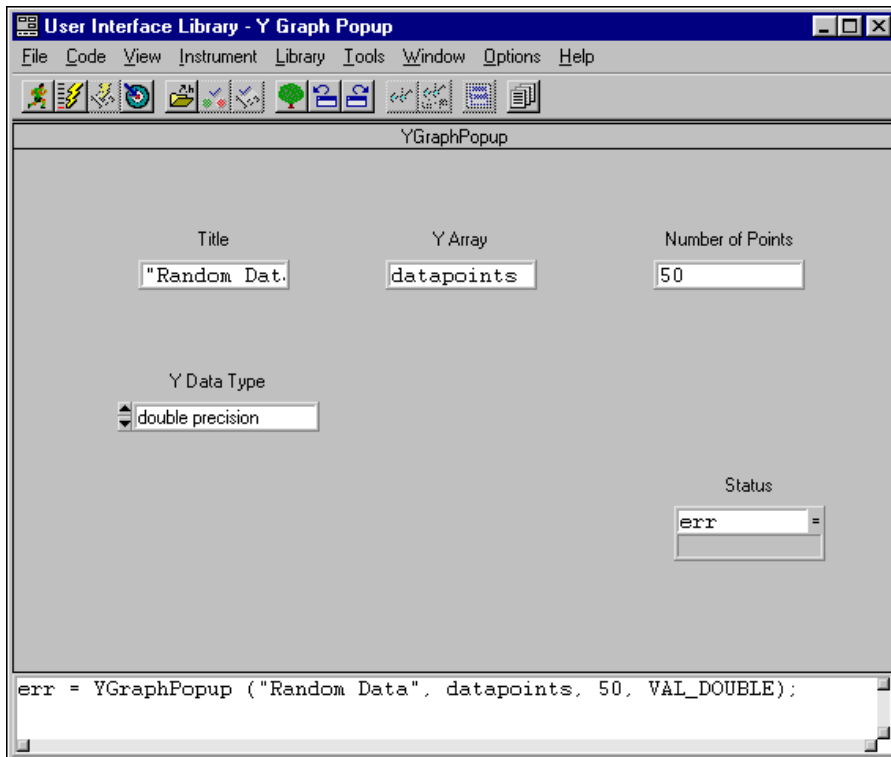 User Interface Library - Y Graph Popup
File Code View Instrument Library Tools Window Options Help
YGraphPopup
Title Y Array Number of Points
"Random Dat datapoints 50
Y Data Type
double precision
Status
err =
err = YGraphPopup ("Random Data", datapoints, 50, VAL_DOUBLE);